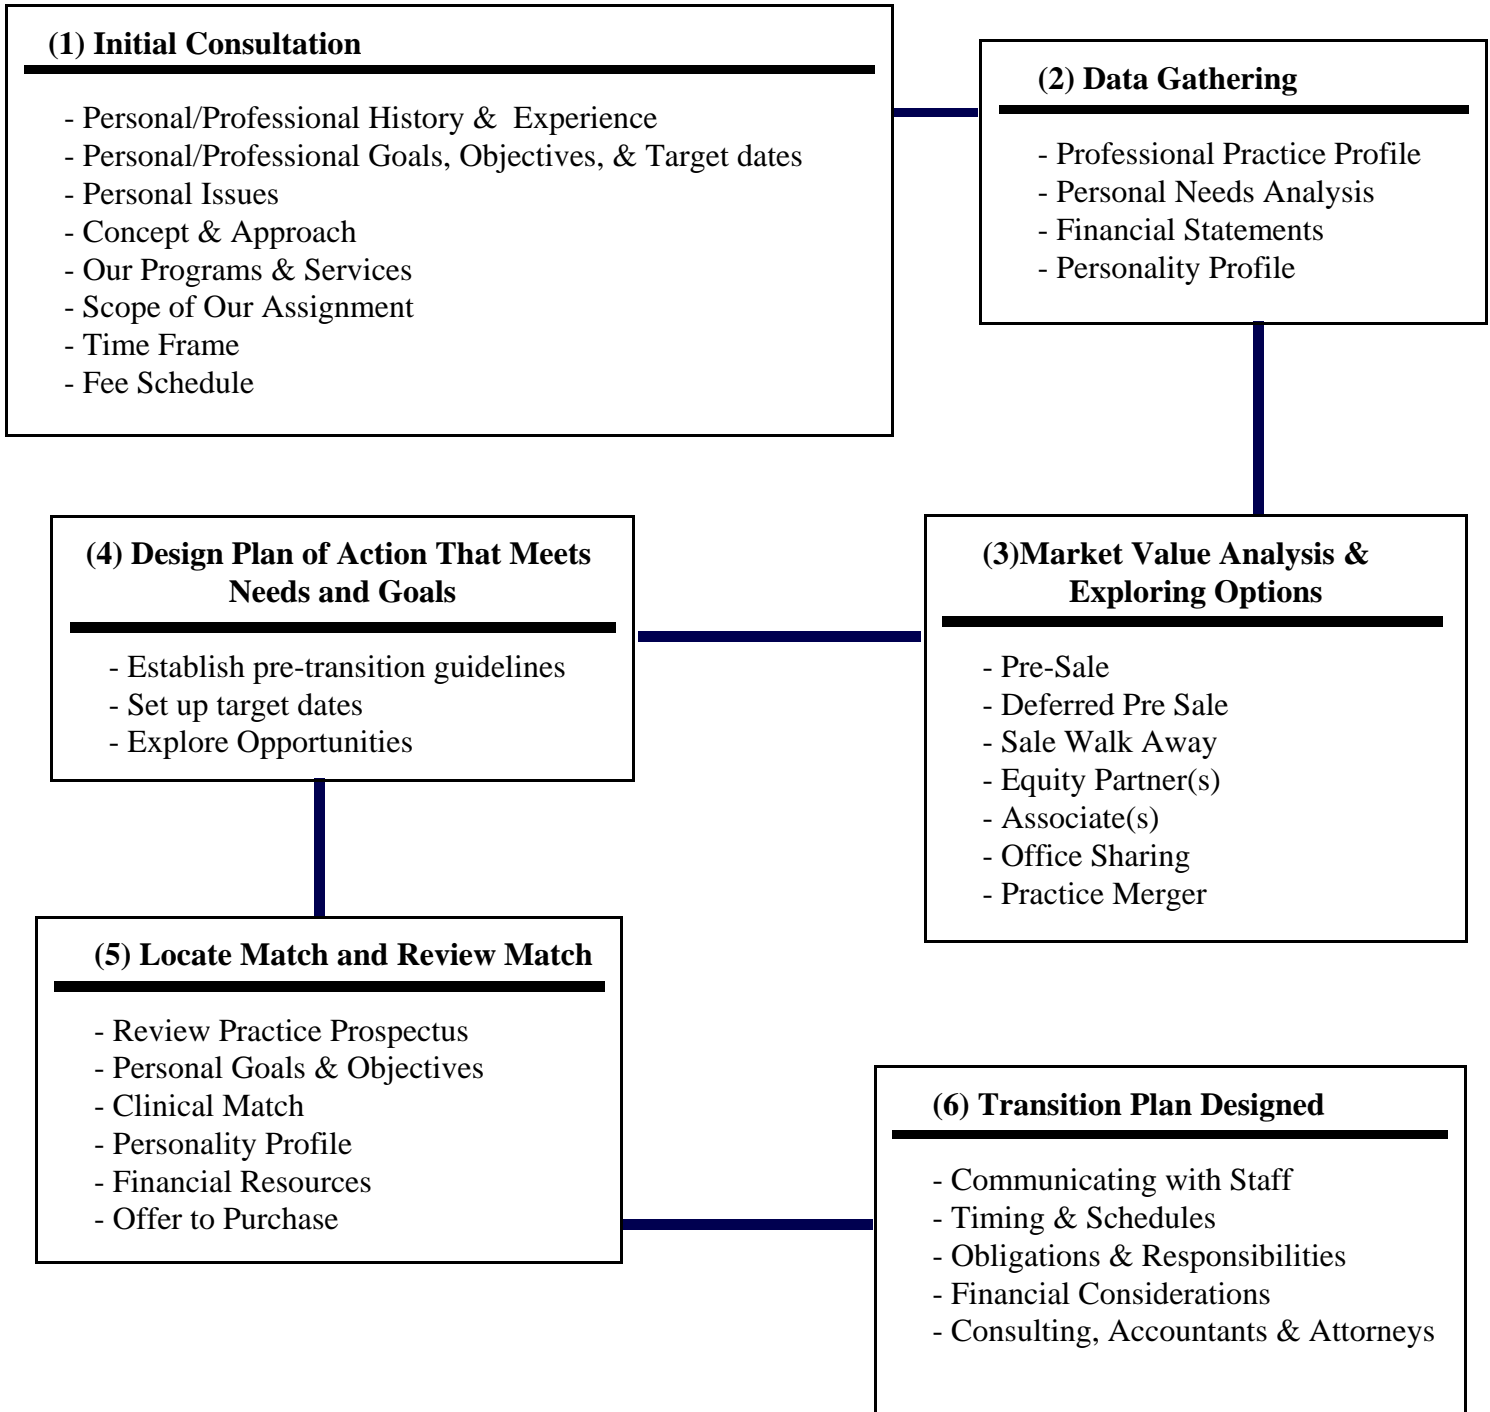 (1) Initial Consultation
- Personal/Professional History &  Experience
- Personal/Professional Goals, Objectives, & Target dates
- Personal Issues
- Concept & Approach
- Our Programs & Services
- Scope of Our Assignment
- Time Frame
- Fee Schedule
(2) Data Gathering
- Professional Practice Profile
- Personal Needs Analysis
- Financial Statements
- Personality Profile
(3)Market Value Analysis &
Exploring Options
- Pre-Sale
- Deferred Pre Sale
- Sale Walk Away
- Equity Partner(s)
- Associate(s)
- Office Sharing
- Practice Merger
(4) Design Plan of Action That Meets
Needs and Goals
- Establish pre-transition guidelines
- Set up target dates
- Explore Opportunities
(5) Locate Match and Review Match
- Review Practice Prospectus
- Personal Goals & Objectives
- Clinical Match
- Personality Profile
- Financial Resources
- Offer to Purchase
(6) Transition Plan Designed
- Communicating with Staff
- Timing & Schedules
- Obligations & Responsibilities
- Financial Considerations
- Consulting, Accountants & Attorneys